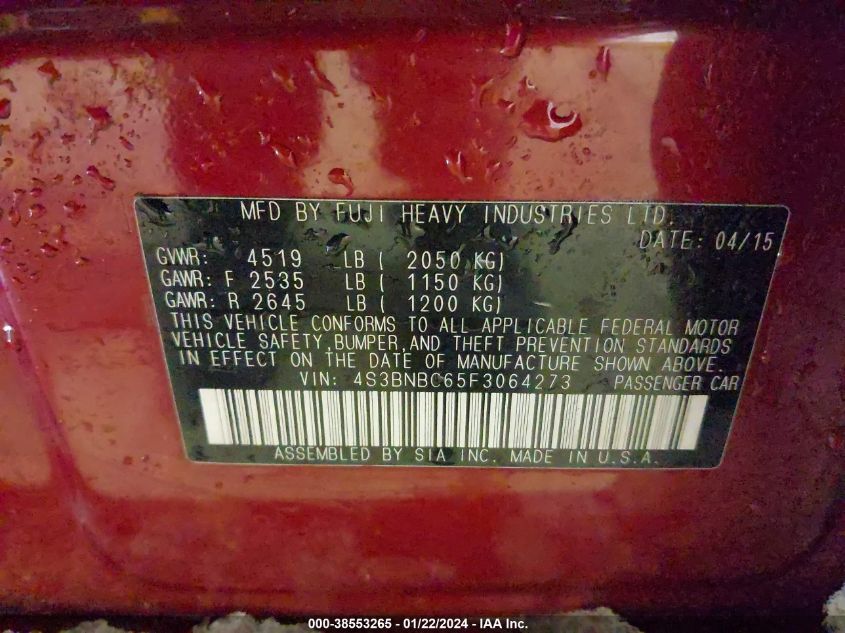 MFD BY FUJI HEAVY INDUSTRIES LTD.
DATE: 04/15
GVWR: 4519 LB ( 2050 KG)
GAWR: F 2535 LB ( 1150 KG)
GAWR: R 2645 LB ( 1200 KG)
THIS VEHICLE CONFORMS TO ALL APPLICABLE FEDERAL MOTOR
VEHICLE SAFETY,BUMPER,AND THEFT PREVENTION STANDARDS
IN EFFECT ON THE DATE OF MANUFACTURE SHOWN ABOVE.
VIN: 4S3BNBC65F3064273 PASSENGER CAR
ASSEMBLED BY SIA INC. MADE IN U.S.A.
000-38553265 - 01/22/2024 - IAA Inc.